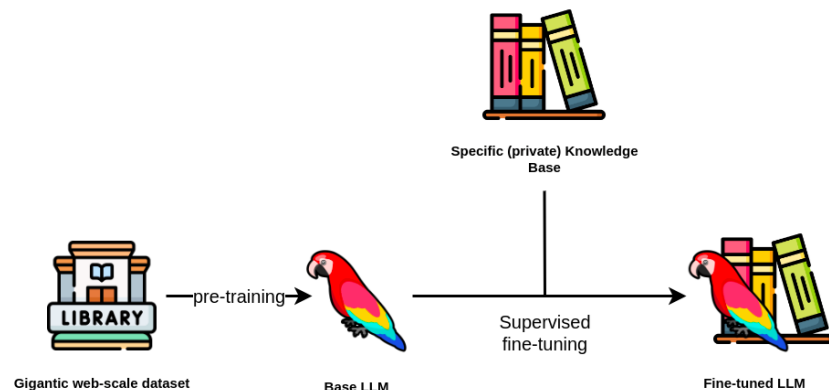 Specific (private) Knowledge
Base
LIBRARY
pre-training
Supervised
fine-tuning
Gigantic web-scale dataset
Base LLM
Fine-tuned LLM